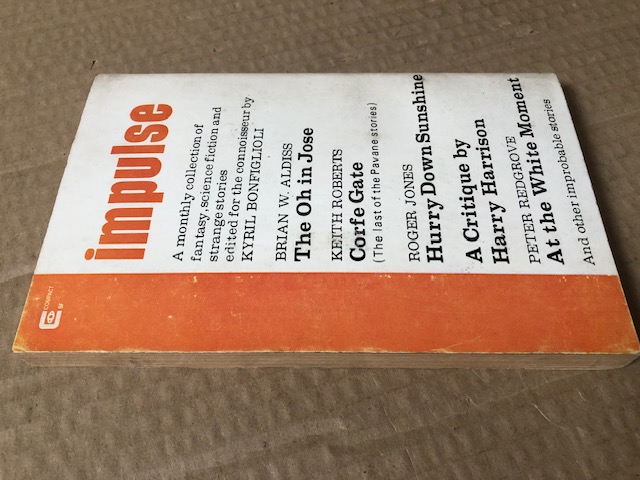 impulse
A monthly collection of
fantasy, science fiction and
strange stories
edited for the connoisseur by
KYRIL BONFIGLIOLI
BRIAN W. ALDISS
The Oh in Jose
KEITH ROBERTS
Corfe Gate
(The last of the Pavane stories)
ROGER JONES
Hurry Down Sunshine
A Critique by
Harry Harrison
PETER REDGROVE
At the White Moment
And other improbable stories
COMPACT
SF